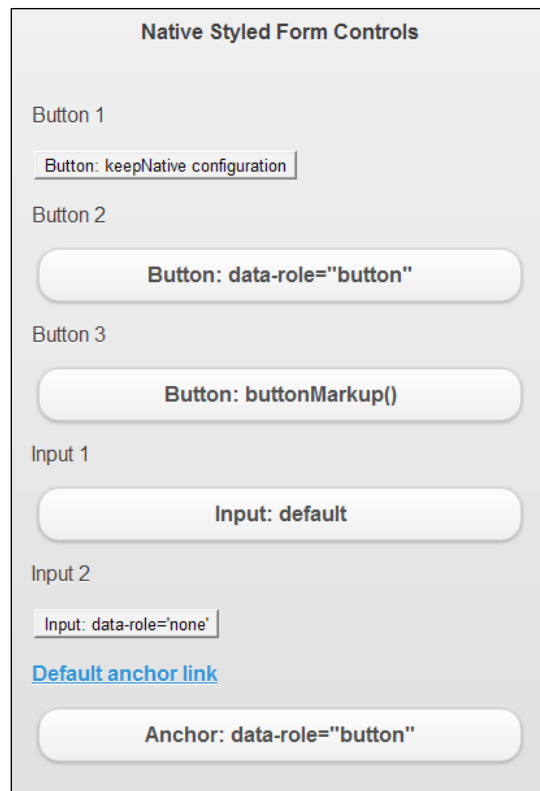 Native Styled Form Controls
Button 1
Button: keepNative configuration
Button 2
Button: data-role="button"
Button 3
Button: buttonMarkup()
Input 1
Input: default
Input 2
Input: data-role='none'
Default anchor link
Anchor: data-role="button"